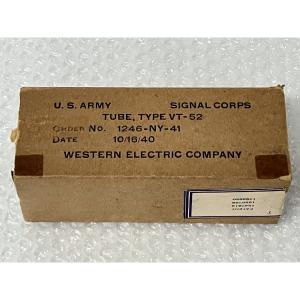 U.S. ARMY SIGNAL CORPS
TUBE, TYPE VT-52
ORDER No. 1246-NY-41
DATE 10/16/40
WESTERN ELECTRIC COMPANY